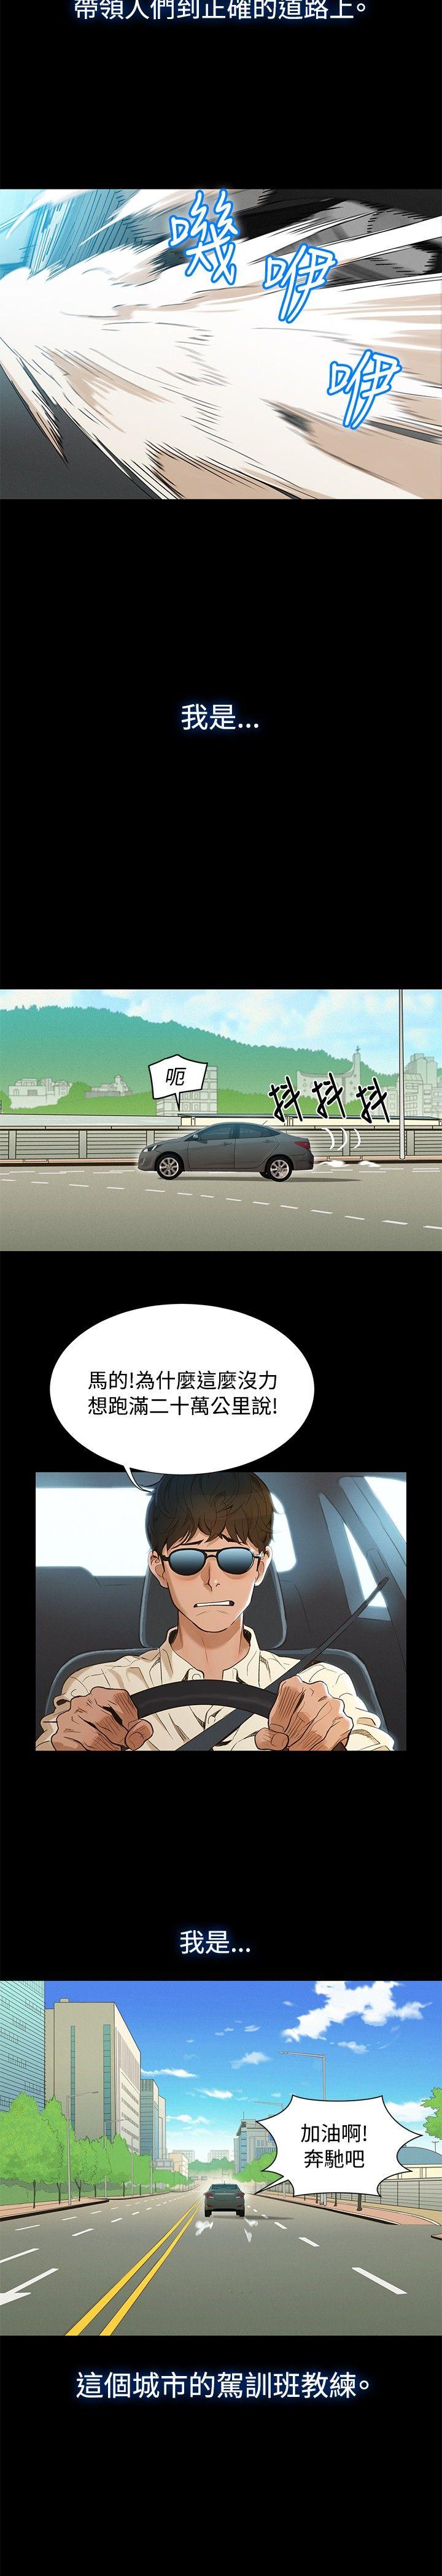 帶領人們到正確的道路上。
嘰
咿
咿
我是...
呃
抖 抖 抖
馬的!為什麼這麼沒力
想跑滿二十萬公里說!
我是...
加油啊!
奔馳吧
這個城市的駕訓班教練。